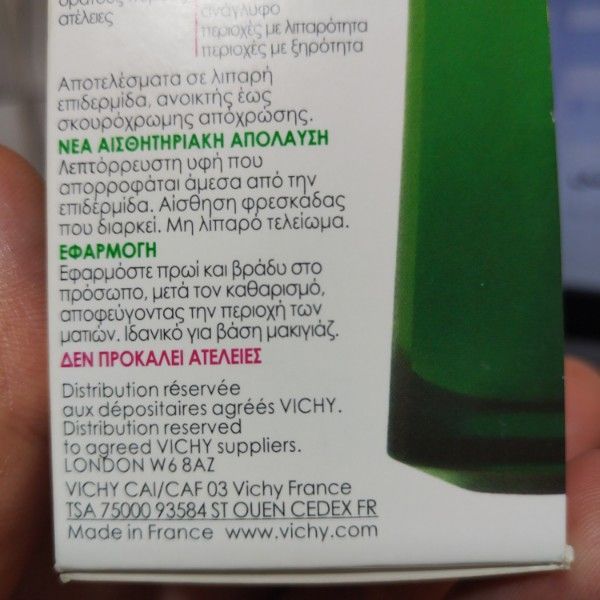 ατέλειες
ανάγλυφο
περιοχές με λιπαρότητα
περιοχές με ξηρότητα
Αποτελέσματα σε λιπαρή
επιδερμίδα, ανοικτής έως
σκουρόχρωμης απόχρωσης.
ΝΕΑ ΑΙΣΘΗΤΗΡΙΑΚΗ ΑΠΟΛΑΥΣΗ
Λεπτόρρευστη υφή που
απορροφάται άμεσα από την
επιδερμίδα. Αίσθηση φρεσκάδας
που διαρκεί. Μη λιπαρό τελείωμα.
ΕΦΑΡΜΟΓΗ
Εφαρμόστε πρωί και βράδυ στο
πρόσωπο, μετά τον καθαρισμό,
αποφεύγοντας την περιοχή των
ματιών. Ιδανικό για βάση μακιγιάζ.
ΔΕΝ ΠΡΟΚΑΛΕΙ ΑΤΕΛΕΙΕΣ
Distribution réservée
aux dépositaires agréés VICHY.
Distribution reserved
to agreed VICHY suppliers.
LONDON W6 8AZ
VICHY CAI/CAF 03 Vichy France
TSA 75000 93584 ST OUEN CEDEX FR
Made in France www.vichy.com